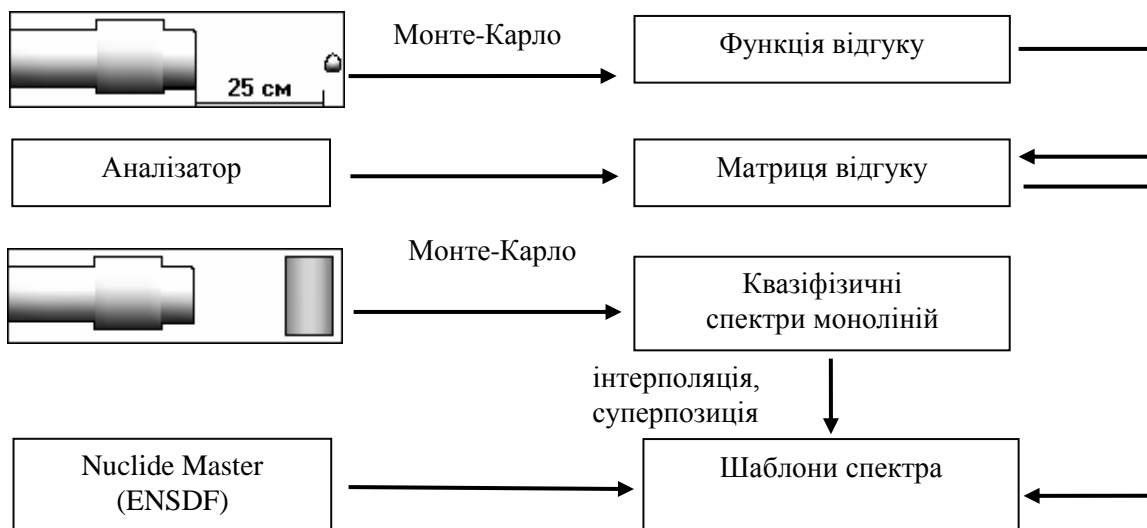 Монте-Карло
Функція відгуку
25 см
Аналізатор
Матриця відгуку
Монте-Карло
Квазіфізичні
спектри моноліній
інтерполяція,
суперпозиція
Nuclide Master
(ENSDF)
Шаблони спектра